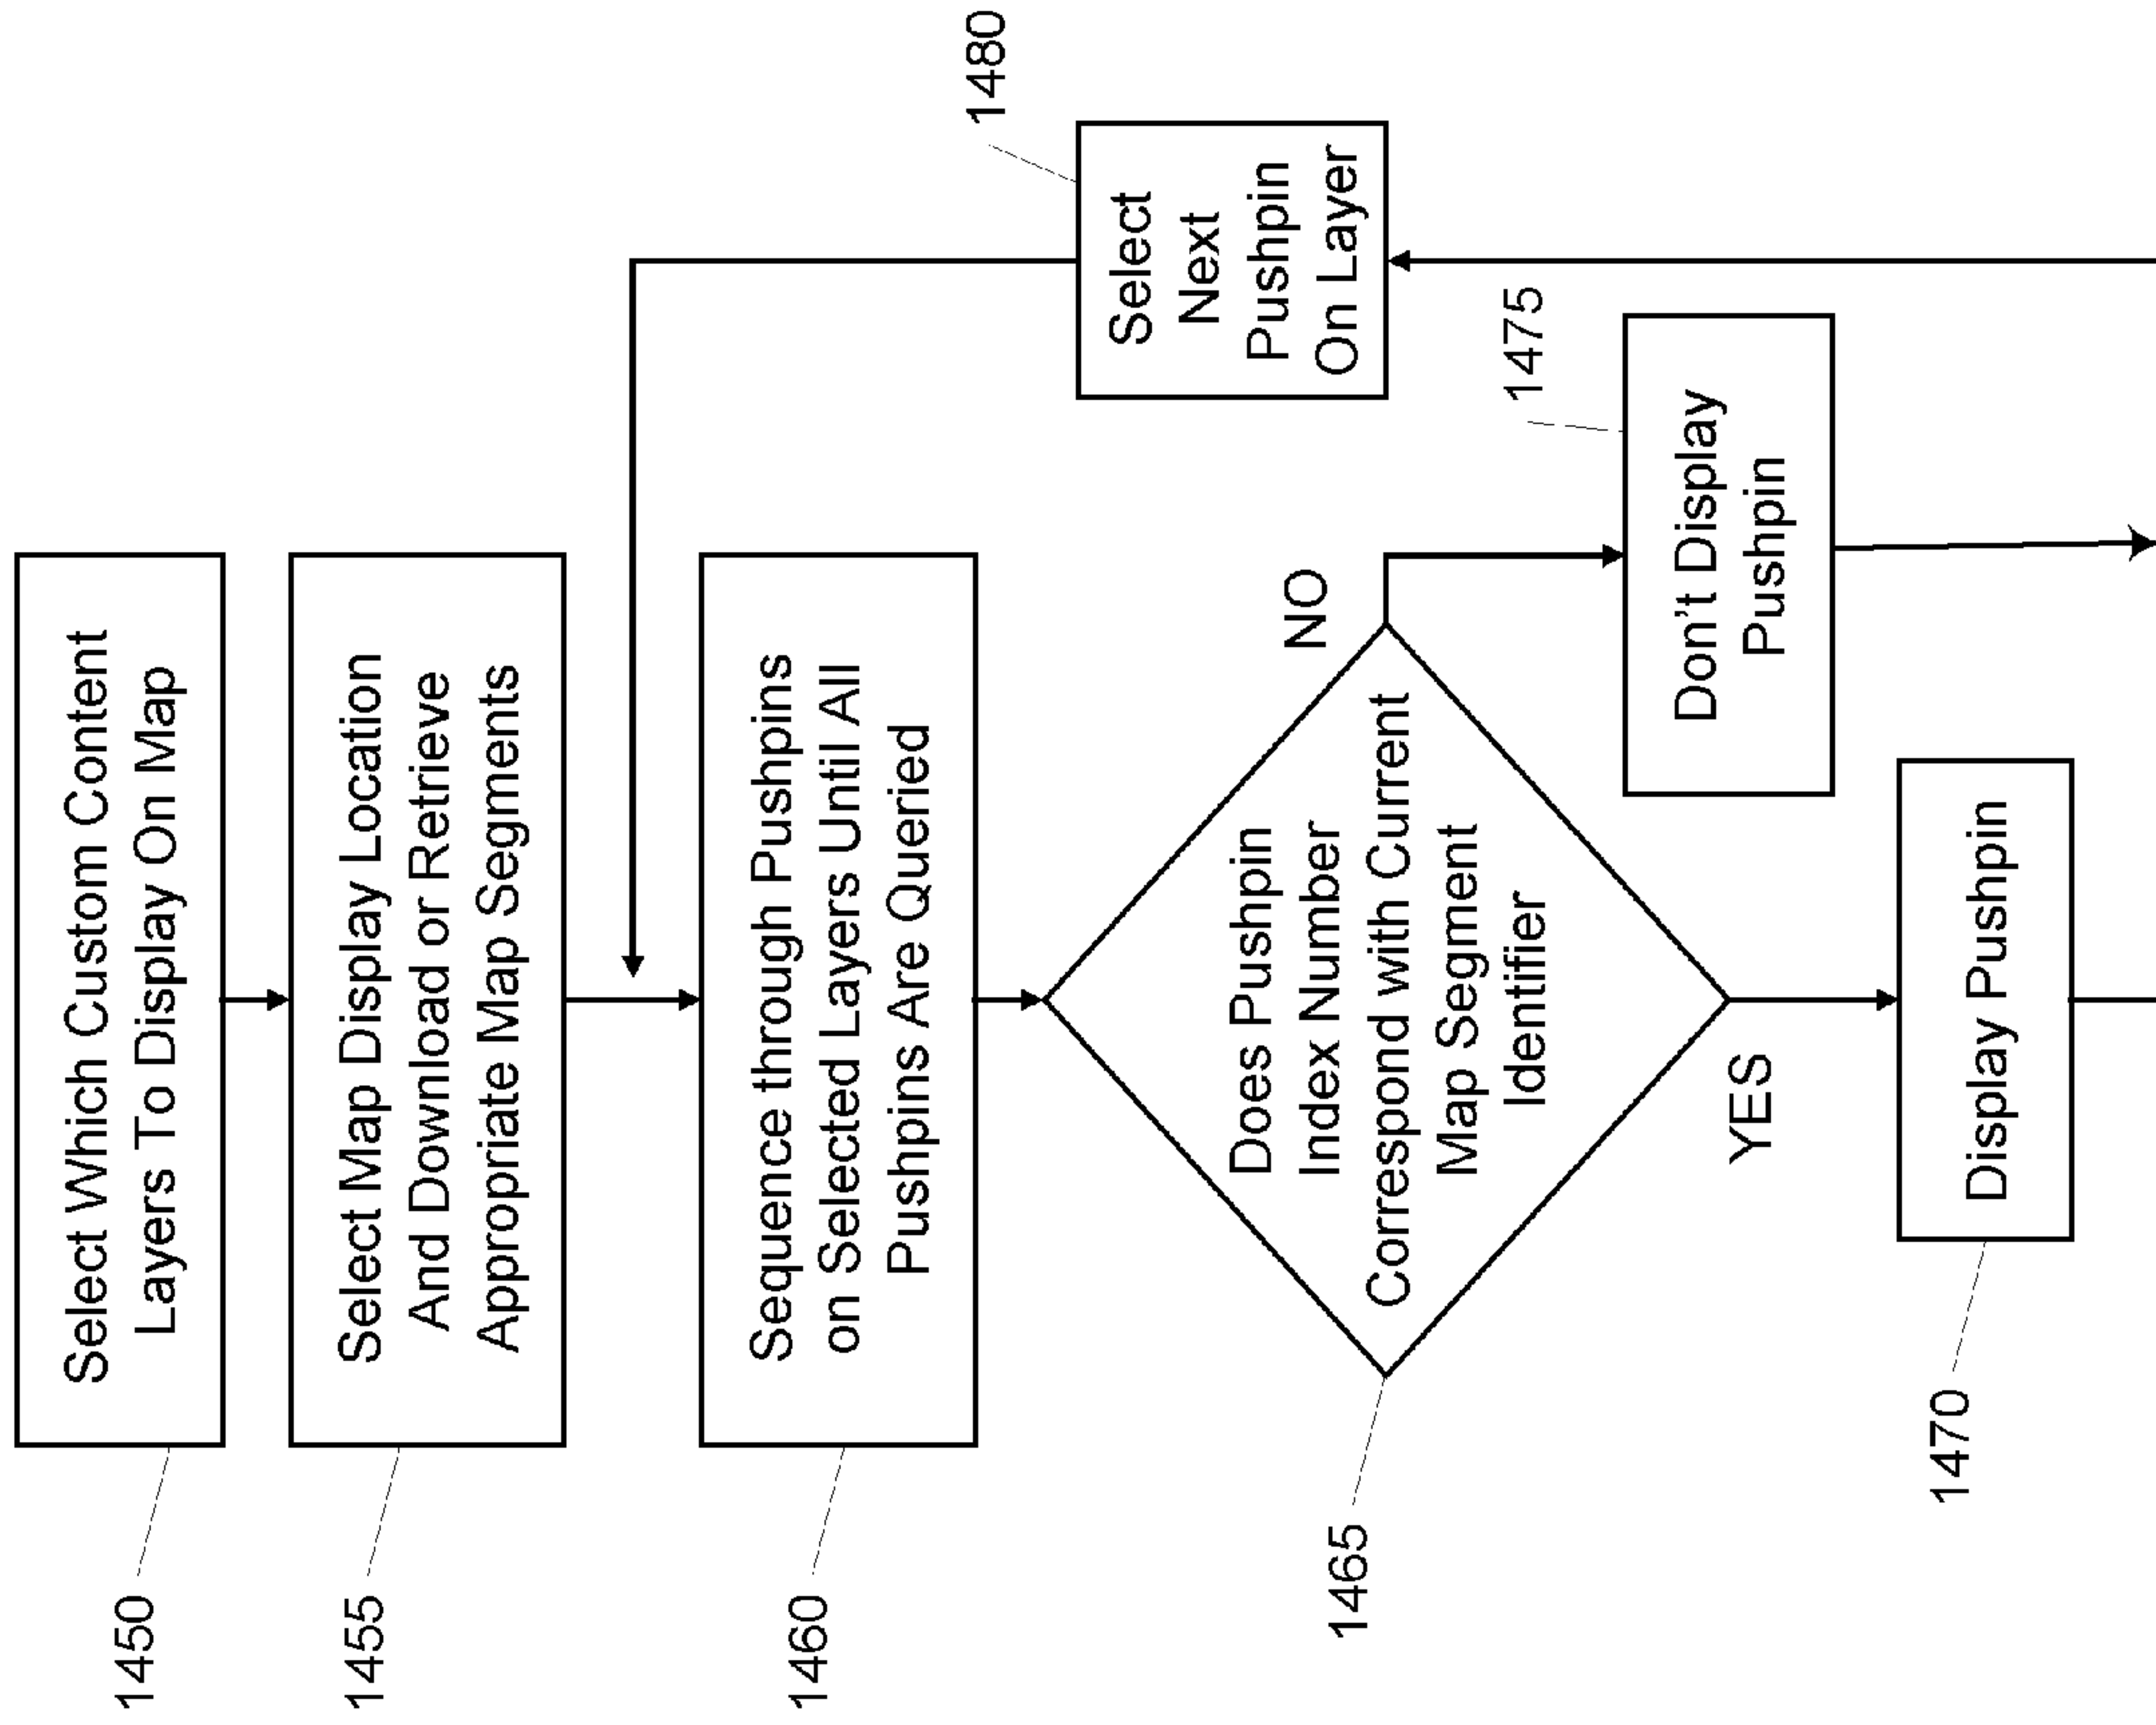 1450
Select Which Custom Content
Layers To Display On Map
1455
Select Map Display Location
And Download or Retrieve
Appropriate Map Segments
1460
Sequence through Pushpins
on Selected Layers Until All
Pushpins Are Queried
1480
Select
Next
Pushpin
On Layer
1465
Does Pushpin
Index Number
Correspond with Current
Map Segment
Identifier
NO
1475
Don't Display
Pushpin
YES
1470
Display Pushpin